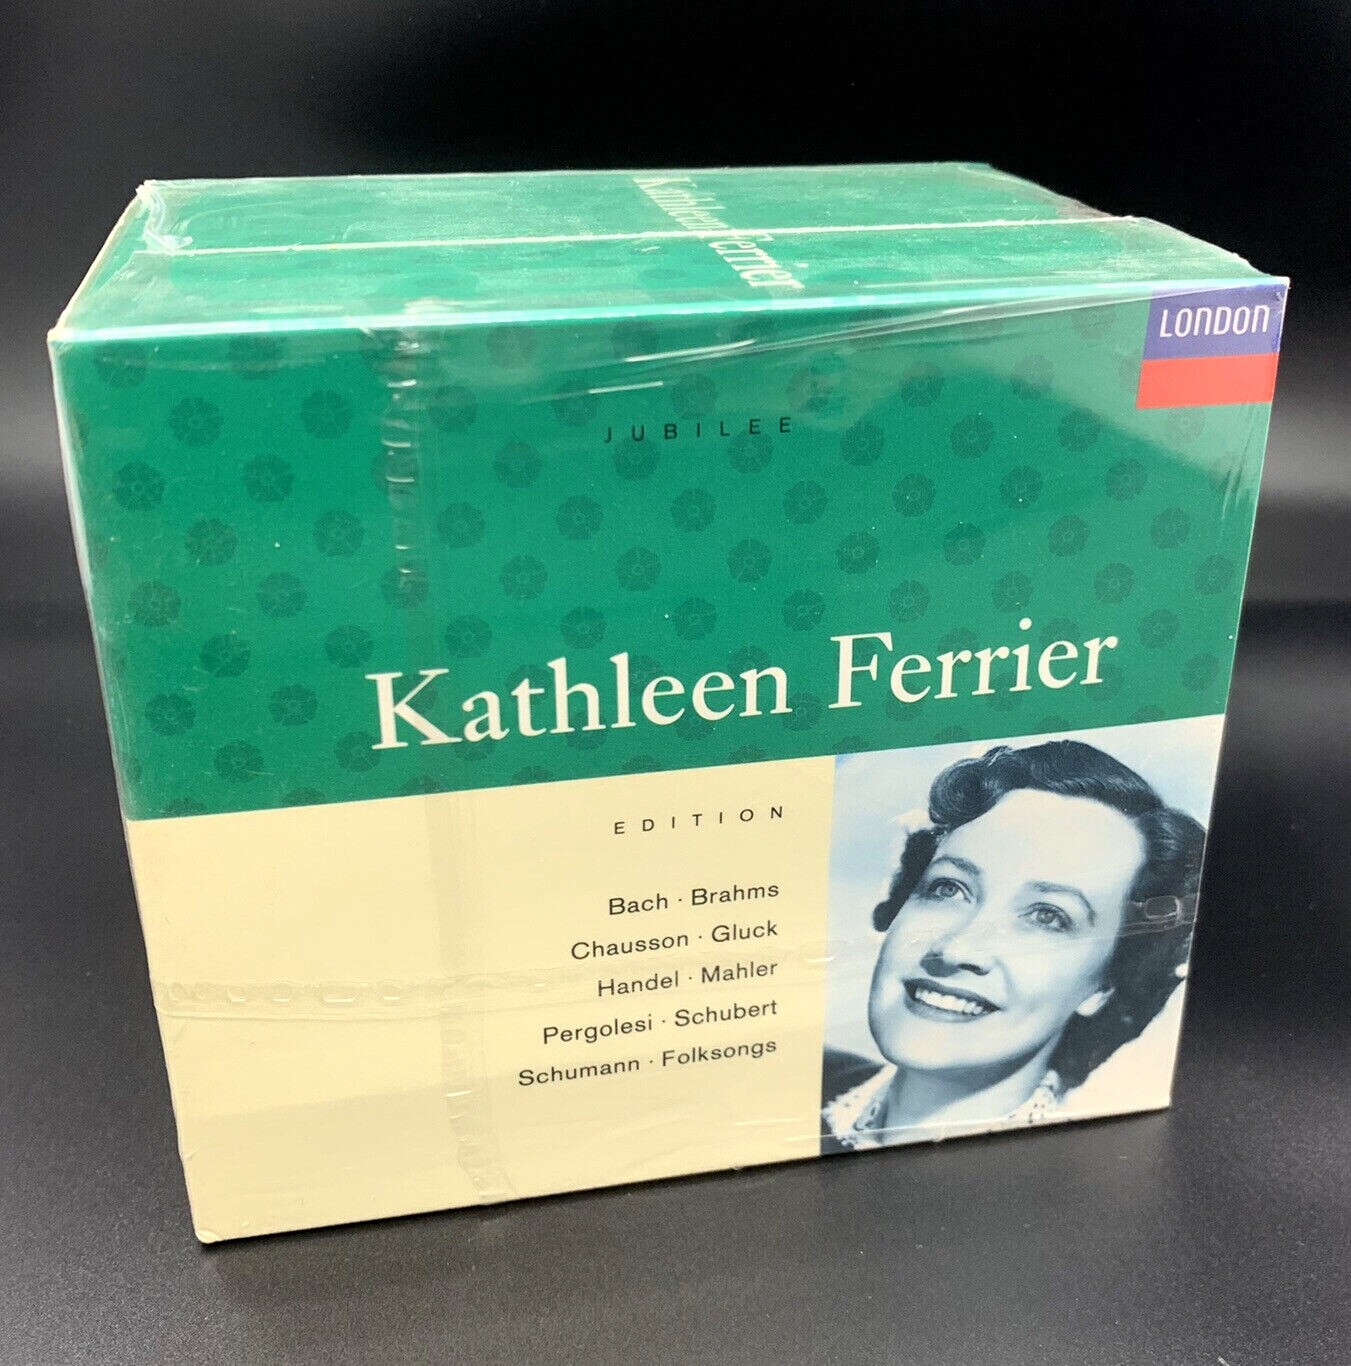 Kathleen Ferrier
LONDON
JUBILEE
Kathleen Ferrier
EDITION
Bach · Brahms
Chausson · Gluck
Handel · Mahler
Pergolesi · Schubert
Schumann · Folksongs